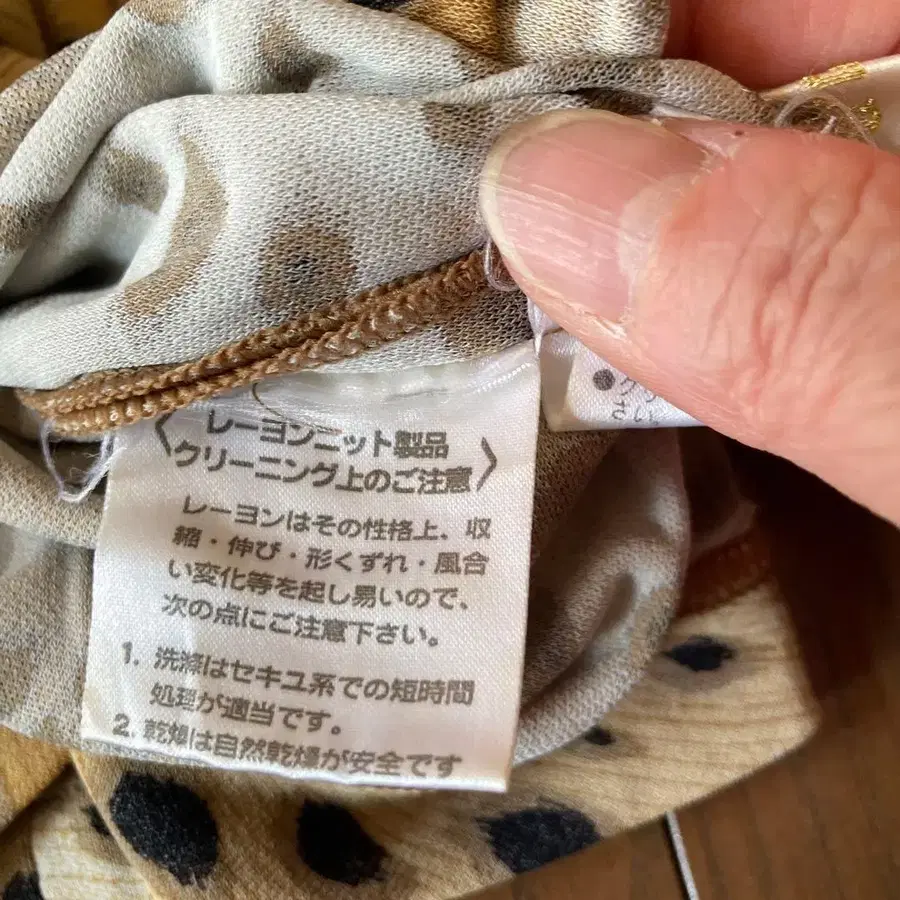 〈レーヨンニット製品
クリーニング上のご注意〉
レーヨンはその性格上、収
縮・伸び・形くずれ・風合
い変化等を起し易いので、
次の点にご注意下さい。
1. 洗滌はセキユ系での短時間
処理が適当です。
2. 乾燥は自然乾燥が安全です